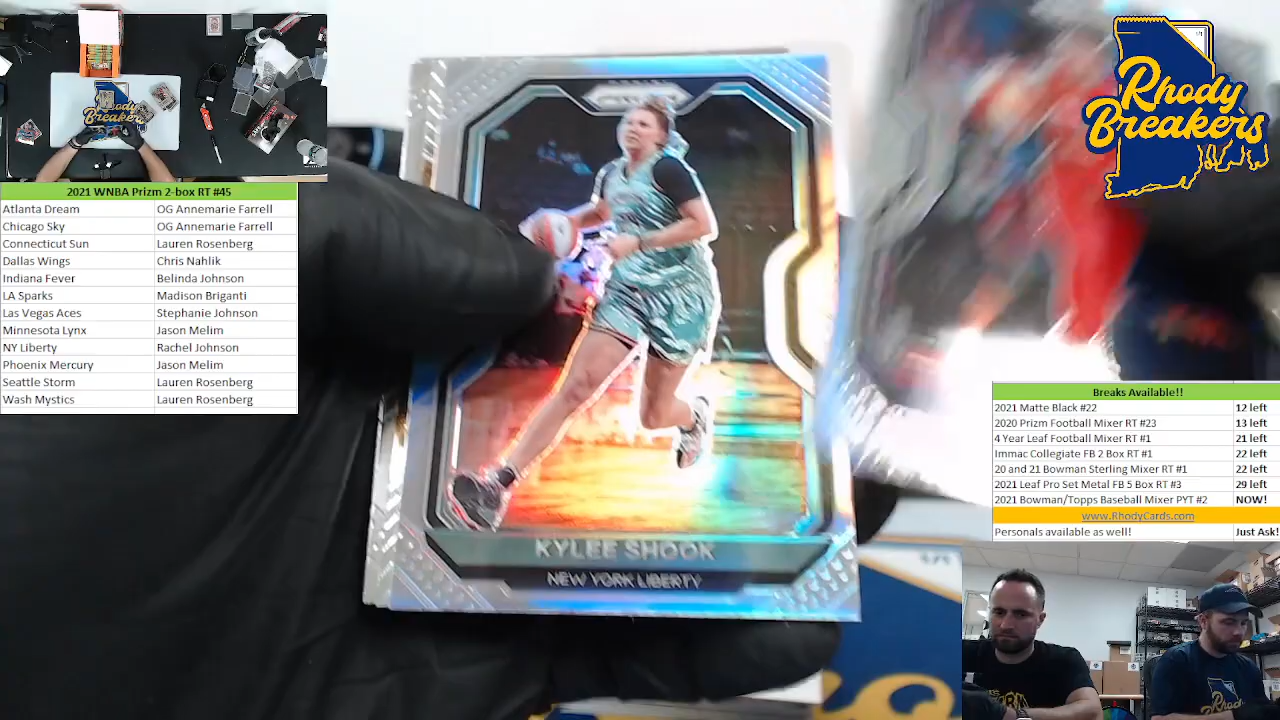 Rhody
Breakers
2021 WNBA Prizm 2-box RT #45
Atlanta Dream OG Annemarie Farrell
Chicago Sky OG Annemarie Farrell
Connecticut Sun Lauren Rosenberg
Dallas Wings Chris Nahlik
Indiana Fever Belinda Johnson
LA Sparks Madison Briganti
Las Vegas Aces Stephanie Johnson
Minnesota Lynx Jason Melim
NY Liberty Rachel Johnson
Phoenix Mercury Jason Melim
Seattle Storm Lauren Rosenberg
Wash Mystics Lauren Rosenberg
KYLEE SHOOK
NEW YORK LIBERTY
Rhody
Breakers
Breaks Available!!
2021 Matte Black #22 12 left
2020 Prizm Football Mixer RT #23 13 left
4 Year Leaf Football Mixer RT #1 21 left
Immac Collegiate FB 2 Box RT #1 22 left
20 and 21 Bowman Sterling Mixer RT #1 22 left
2021 Leaf Pro Set Metal FB 5 Box RT #3 29 left
2021 Bowman/Topps Baseball Mixer PYT #2 NOW!
www.RhodyCards.com
Personals available as well! Just Ask!